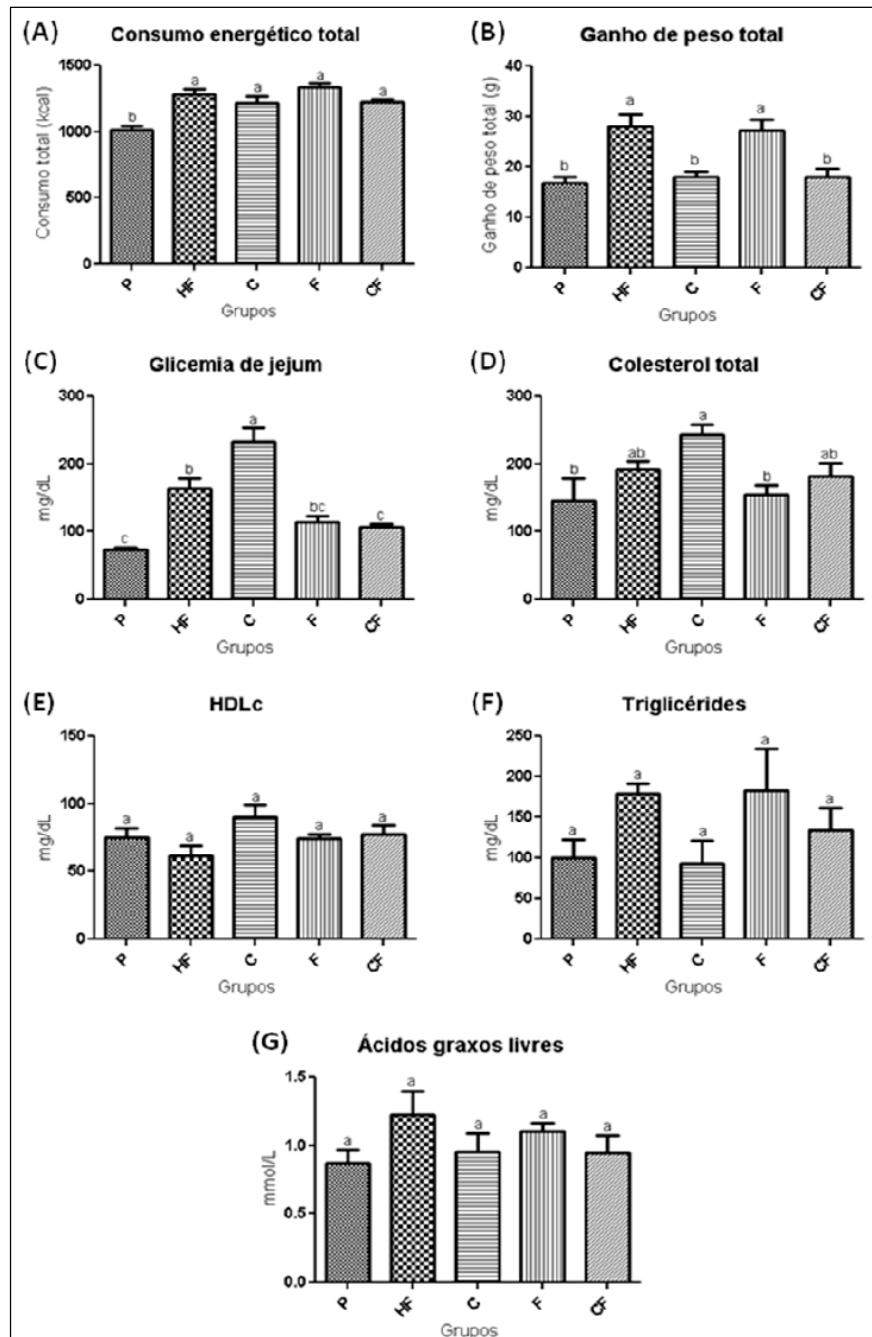 (A) Consumo energético total
Consumo total (kcal)
1500
1000
500
0
b
a
a
a
a
P
HF
C
F
CF
Grupos
(B) Ganho de peso total
Ganho de peso total (g)
40
30
20
10
0
b
a
b
a
b
P
HF
C
F
CF
Grupos
(C) Glicemia de jejum
mg/dL
300
200
100
0
c
b
a
bc
c
P
HF
C
F
CF
Grupos
(D) Colesterol total
mg/dL
300
200
100
0
b
ab
a
b
ab
P
HF
C
F
CF
Grupos
(E) HDLc
mg/dL
150
100
50
0
a
a
a
a
a
P
HF
C
F
CF
Grupos
(F) Triglicérides
mg/dL
250
200
150
100
50
0
a
a
a
a
a
P
HF
C
F
CF
Grupos
(G) Ácidos graxos livres
mmol/L
1.5
1.0
0.5
0.0
a
a
a
a
a
P
HF
C
F
CF
Grupos